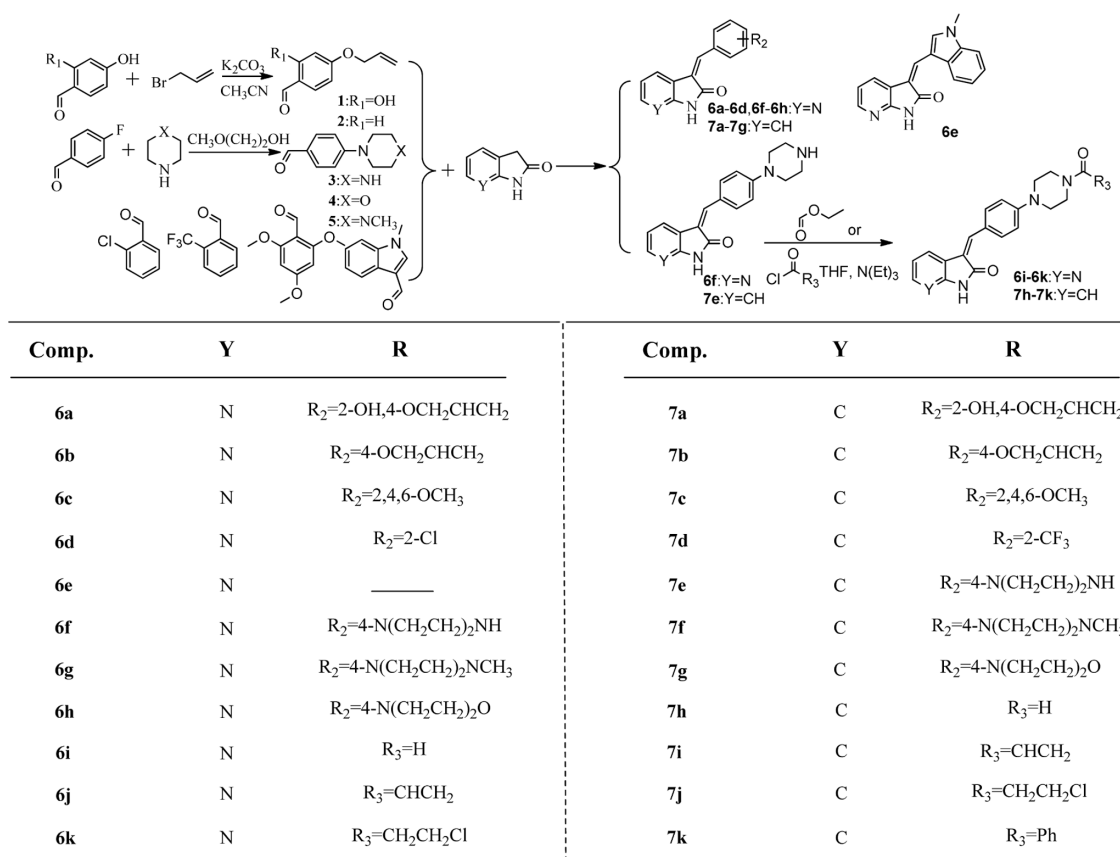 R1 OH
+ Br
K2CO3
CH3CN
R1 O
O
1:R1=OH
2:R1=H
F
O
+
X
N
H
CH3O(CH2)2OH
O
N X
3:X=NH
4:X=O
5:X=NCH3
O
Cl
O
F3C
O
O O
O
N
O
+
Y N
H
O
R2
O
Y NH
6a-6d,6f-6h:Y=N
7a-7g:Y=CH
N
O
N NH
6e
NH
N
O
Y NH
6f:Y=N
7e:Y=CH
O O
or
O
Cl R3 THF, N(Et)3
O
N R3
N
O
Y NH
6i-6k:Y=N
7h-7k:Y=CH
Comp. Y R
6a N R2=2-OH,4-OCH2CHCH2
6b N R2=4-OCH2CHCH2
6c N R2=2,4,6-OCH3
6d N R2=2-Cl
6e N
6f N R2=4-N(CH2CH2)2NH
6g N R2=4-N(CH2CH2)2NCH3
6h N R2=4-N(CH2CH2)2O
6i N R3=H
6j N R3=CHCH2
6k N R3=CH2CH2Cl
Comp. Y R
7a C R2=2-OH,4-OCH2CHCH2
7b C R2=4-OCH2CHCH2
7c C R2=2,4,6-OCH3
7d C R2=2-CF3
7e C R2=4-N(CH2CH2)2NH
7f C R2=4-N(CH2CH2)2NCH3
7g C R2=4-N(CH2CH2)2O
7h C R3=H
7i C R3=CHCH2
7j C R3=CH2CH2Cl
7k C R3=Ph